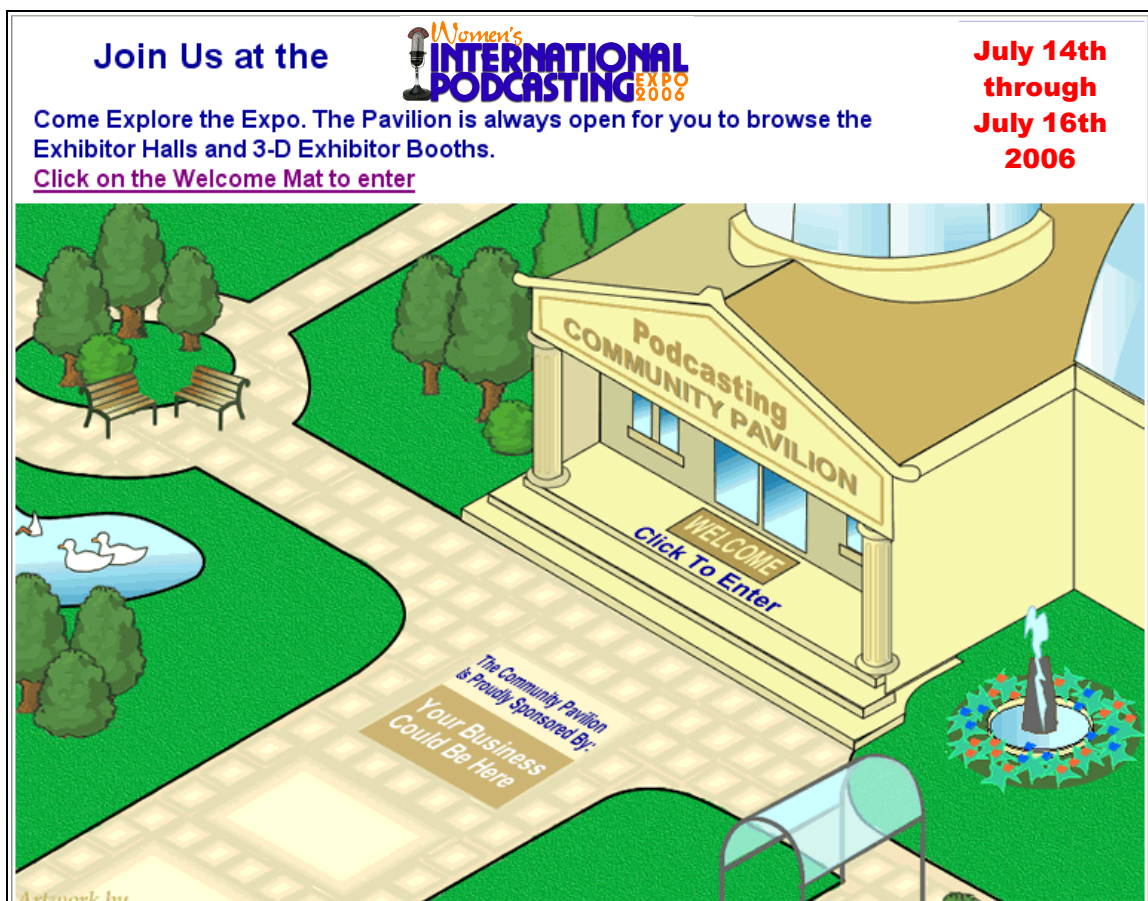 Join Us at the
Women's
INTERNATIONAL
PODCASTING EXPO
2006
July 14th
through
July 16th
2006
Come Explore the Expo. The Pavilion is always open for you to browse the
Exhibitor Halls and 3-D Exhibitor Booths.
Click on the Welcome Mat to enter
Podcasting
COMMUNITY PAVILION
WELCOME
Click To Enter
The Community Pavilion
is Proudly Sponsored By:
Your Business
Could Be Here
Artwork by